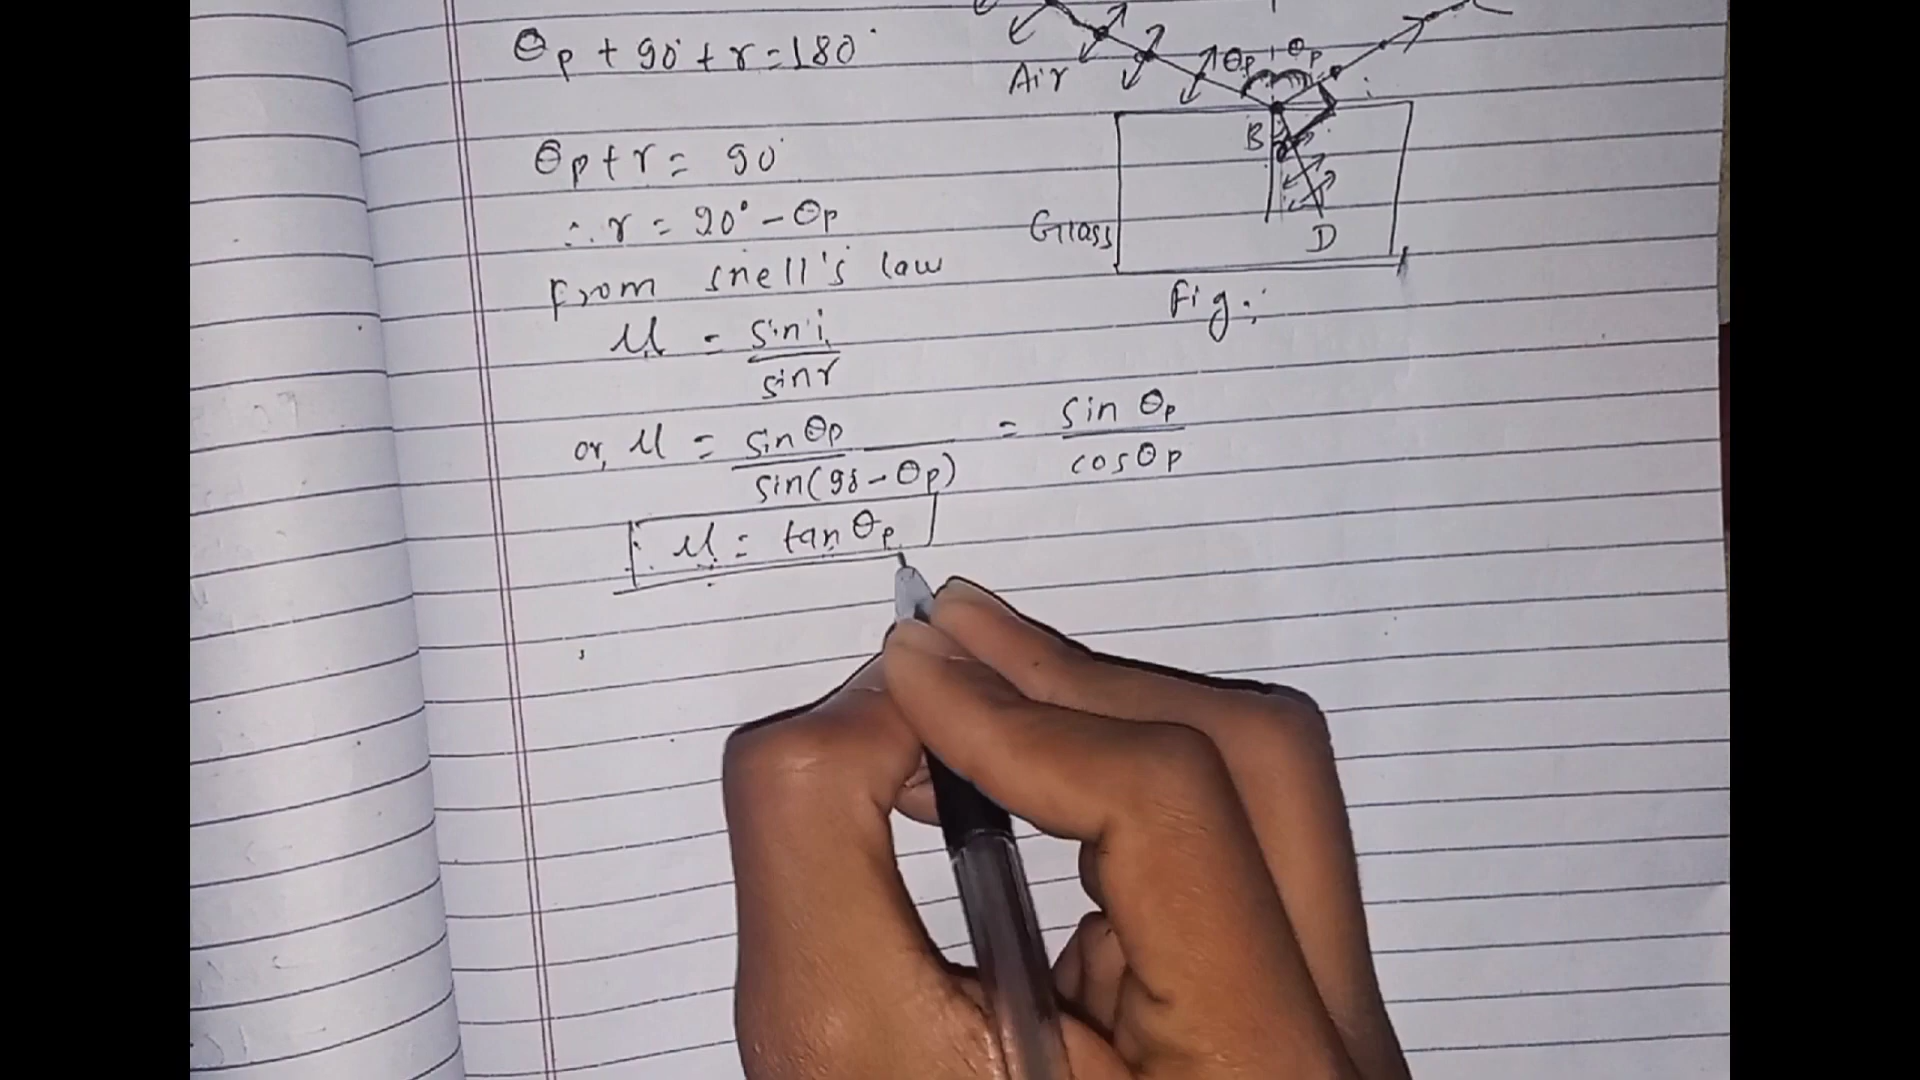 θp + 90° + r = 180°
θp + r = 90°
∴ r = 90° - θp
From snell's law
μ = sin i / sin r
or, μ = sin θp / sin(90 - θp) = sin θp / cos θp
μ = tan θp
Air
θp θp
i
B
Glass
D
Fig: